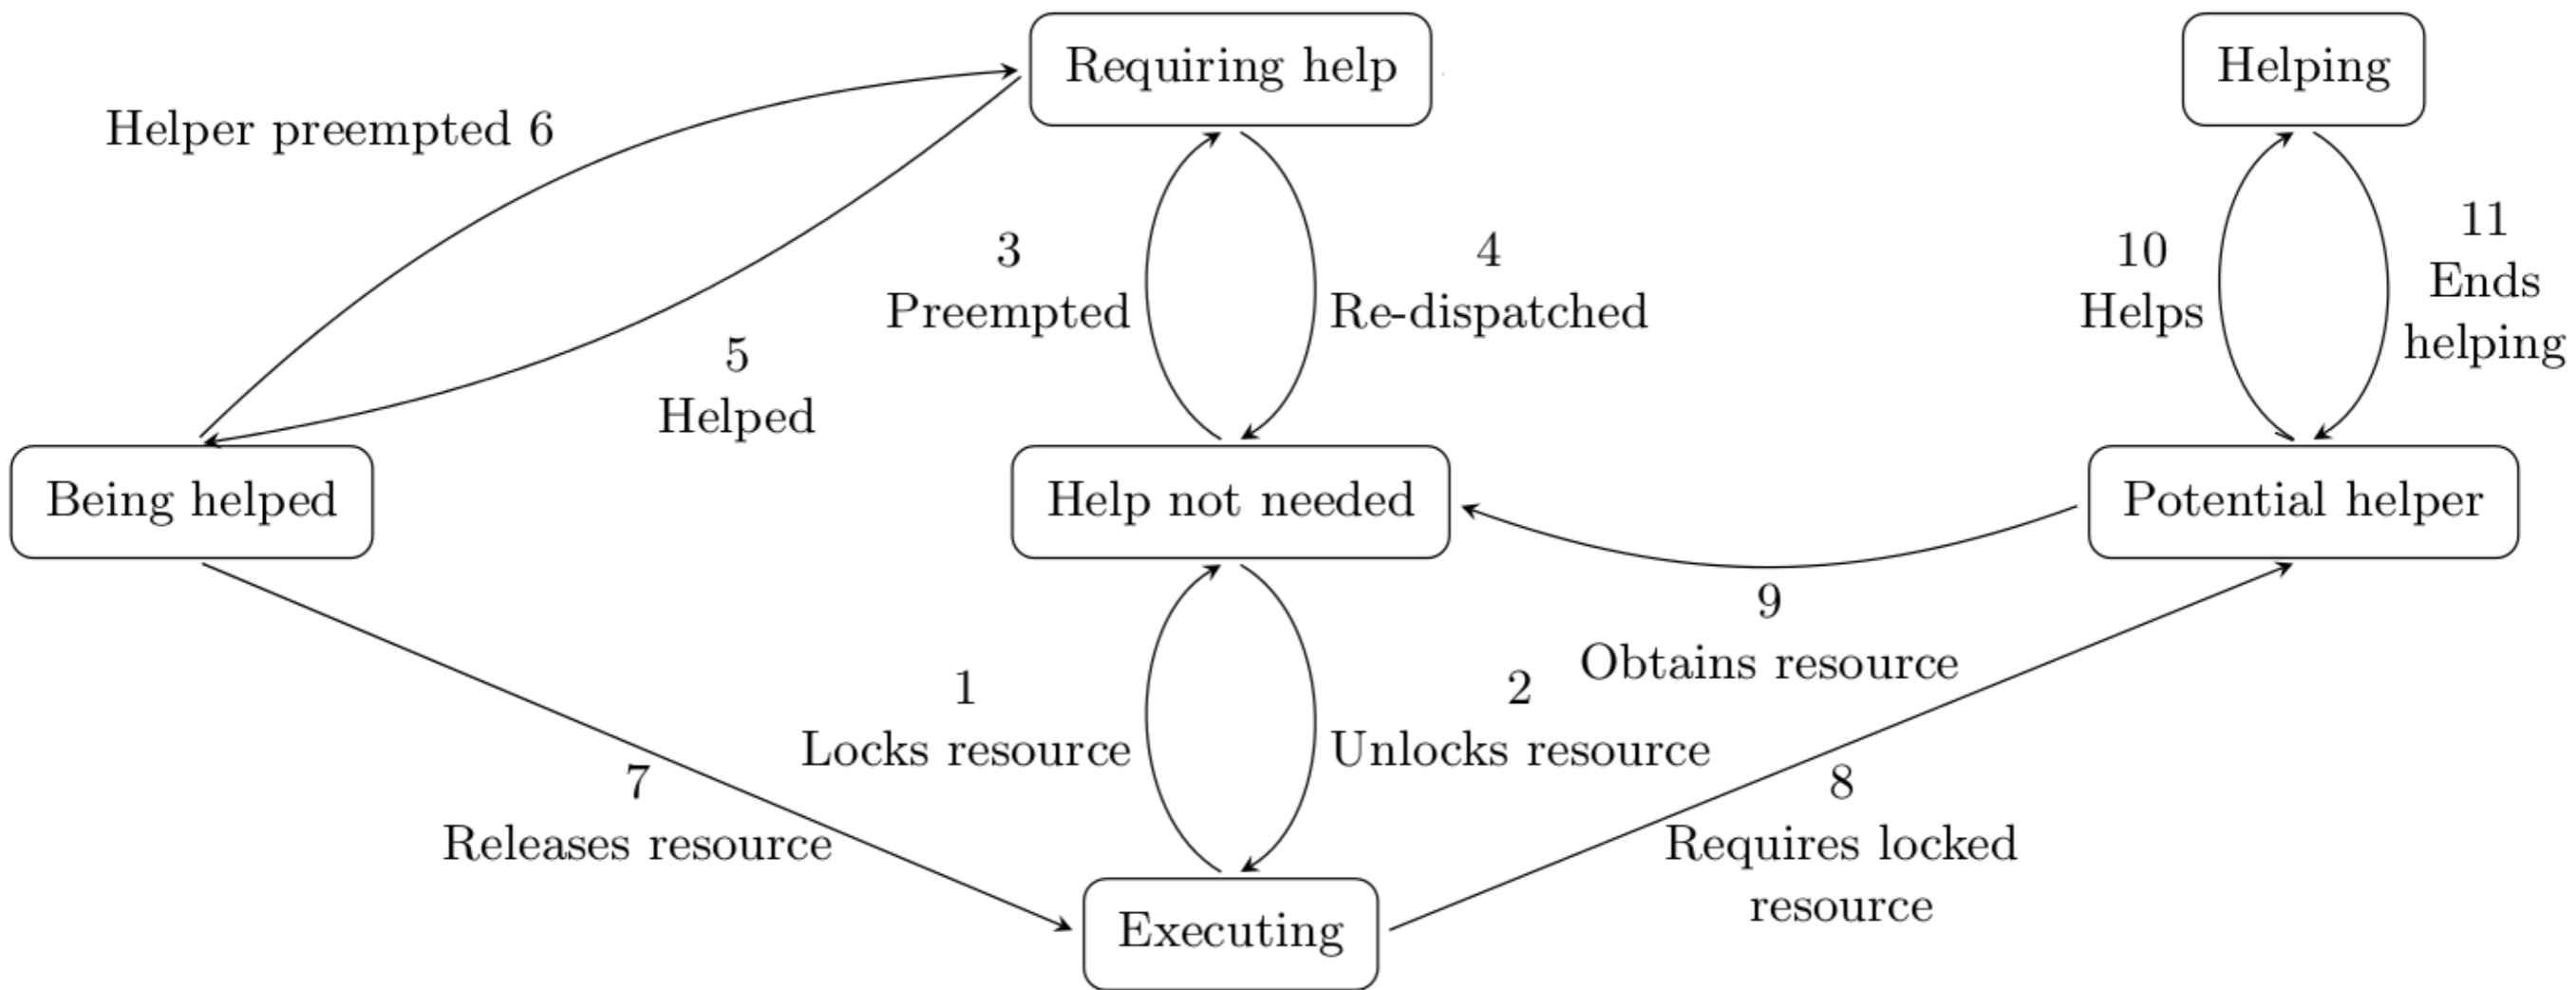 Requiring help
Helping
Helper preempted 6
3
Preempted
4
Re-dispatched
10
Helps
11
Ends
helping
5
Helped
Being helped
Help not needed
Potential helper
9
Obtains resource
1
Locks resource
2
Unlocks resource
7
Releases resource
8
Requires locked
resource
Executing